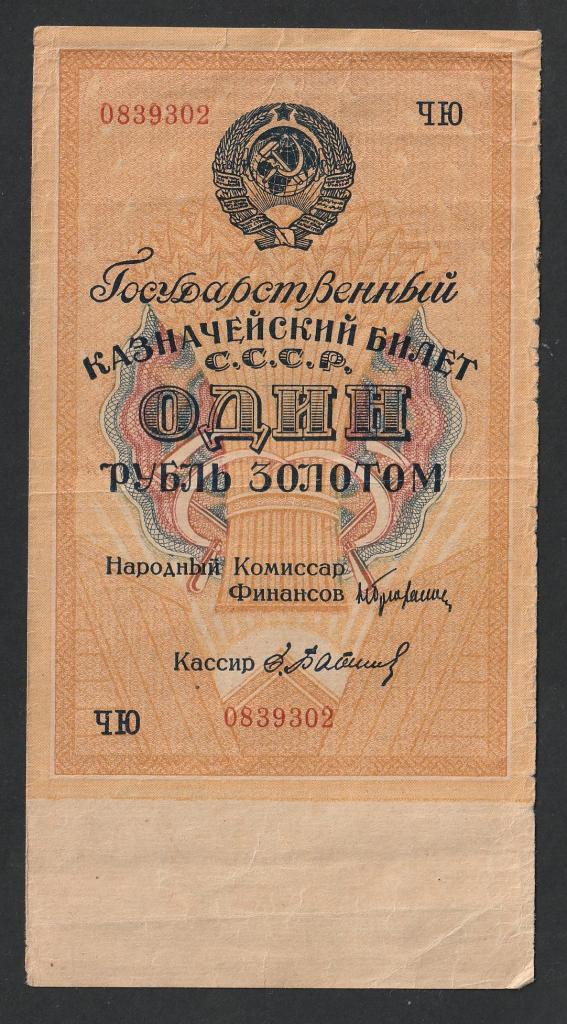 0839302 ЧЮ
Государственный
КАЗНАЧЕЙСКИЙ БИЛЕТ
С.С.С.Р.
ОДИН
РУБЛЬ ЗОЛОТОМ
Народный Комиссар
Финансов
Кассир
ЧЮ 0839302